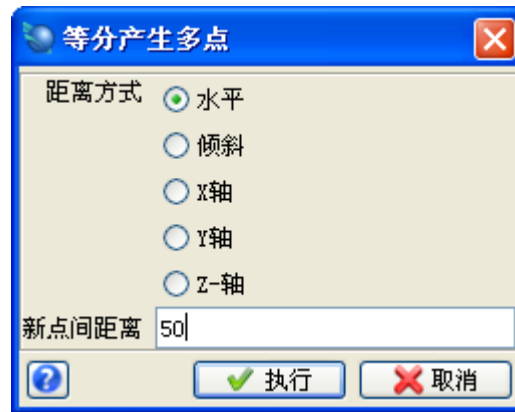 等分产生多点
距离方式 水平
倾斜
X轴
Y轴
Z-轴
新点间距离 50
执行 取消